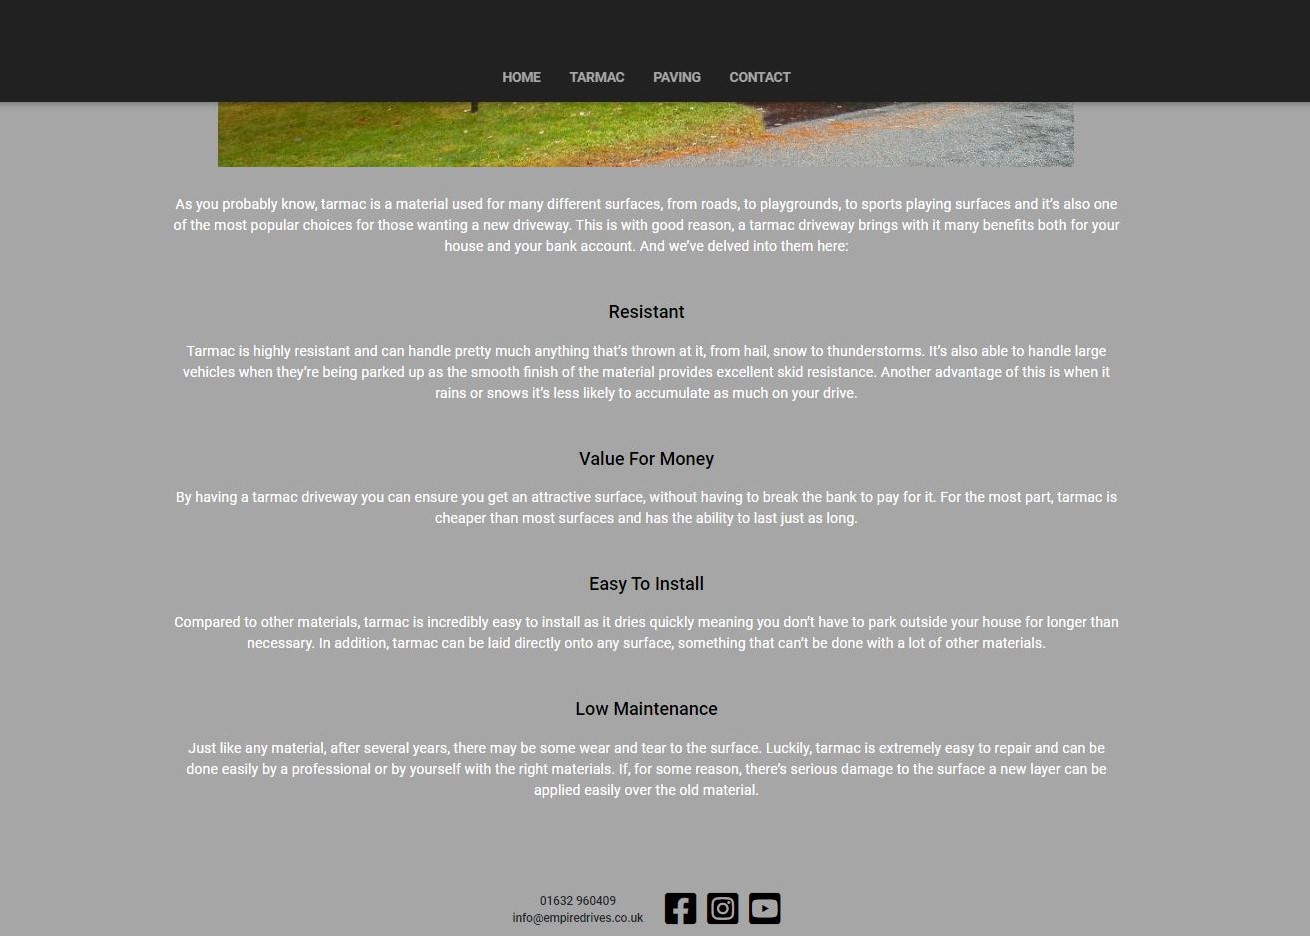 HOME TARMAC PAVING CONTACT
As you probably know, tarmac is a material used for many different surfaces, from roads, to playgrounds, to sports playing surfaces and it’s also one
of the most popular choices for those wanting a new driveway. This is with good reason, a tarmac driveway brings with it many benefits both for your
house and your bank account. And we’ve delved into them here:
Resistant
Tarmac is highly resistant and can handle pretty much anything that’s thrown at it, from hail, snow to thunderstorms. It’s also able to handle large
vehicles when they’re being parked up as the smooth finish of the material provides excellent skid resistance. Another advantage of this is when it
rains or snows it’s less likely to accumulate as much on your drive.
Value For Money
By having a tarmac driveway you can ensure you get an attractive surface, without having to break the bank to pay for it. For the most part, tarmac is
cheaper than most surfaces and has the ability to last just as long.
Easy To Install
Compared to other materials, tarmac is incredibly easy to install as it dries quickly meaning you don’t have to park outside your house for longer than
necessary. In addition, tarmac can be laid directly onto any surface, something that can’t be done with a lot of other materials.
Low Maintenance
Just like any material, after several years, there may be some wear and tear to the surface. Luckily, tarmac is extremely easy to repair and can be
done easily by a professional or by yourself with the right materials. If, for some reason, there’s serious damage to the surface a new layer can be
applied easily over the old material.
01632 960409
info@empiredrives.co.uk